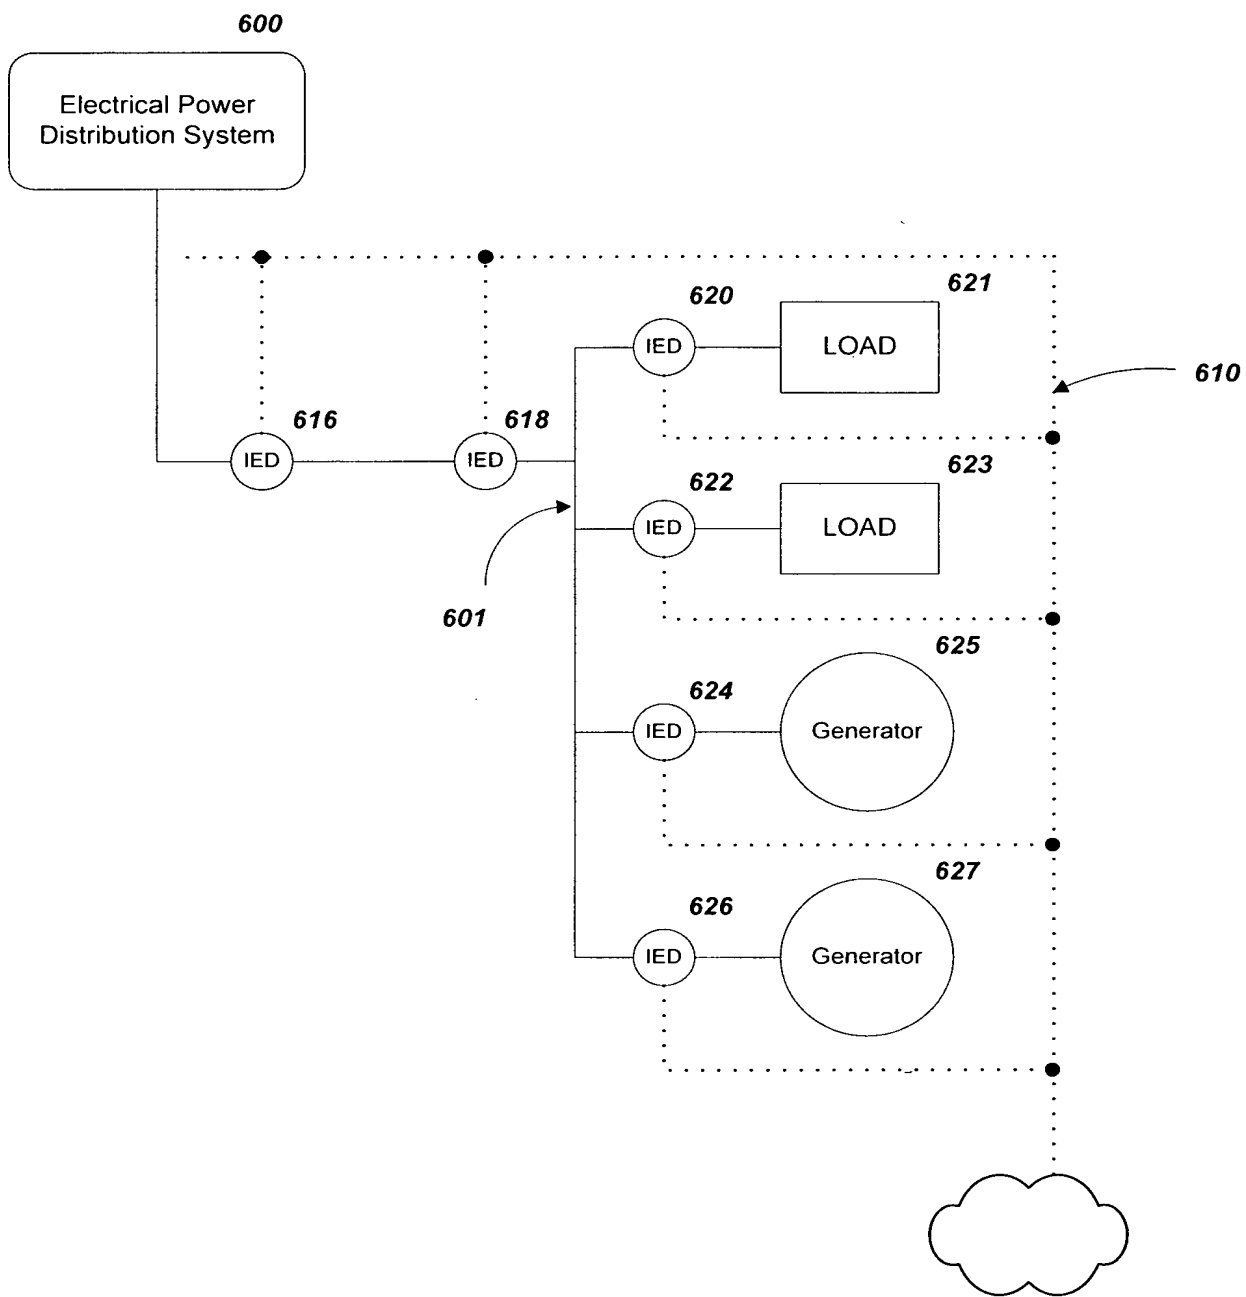 600
Electrical Power
Distribution System
621
620
IED
LOAD
610
616
618
IED
IED
623
622
IED
LOAD
601
625
624
IED
Generator
627
626
IED
Generator